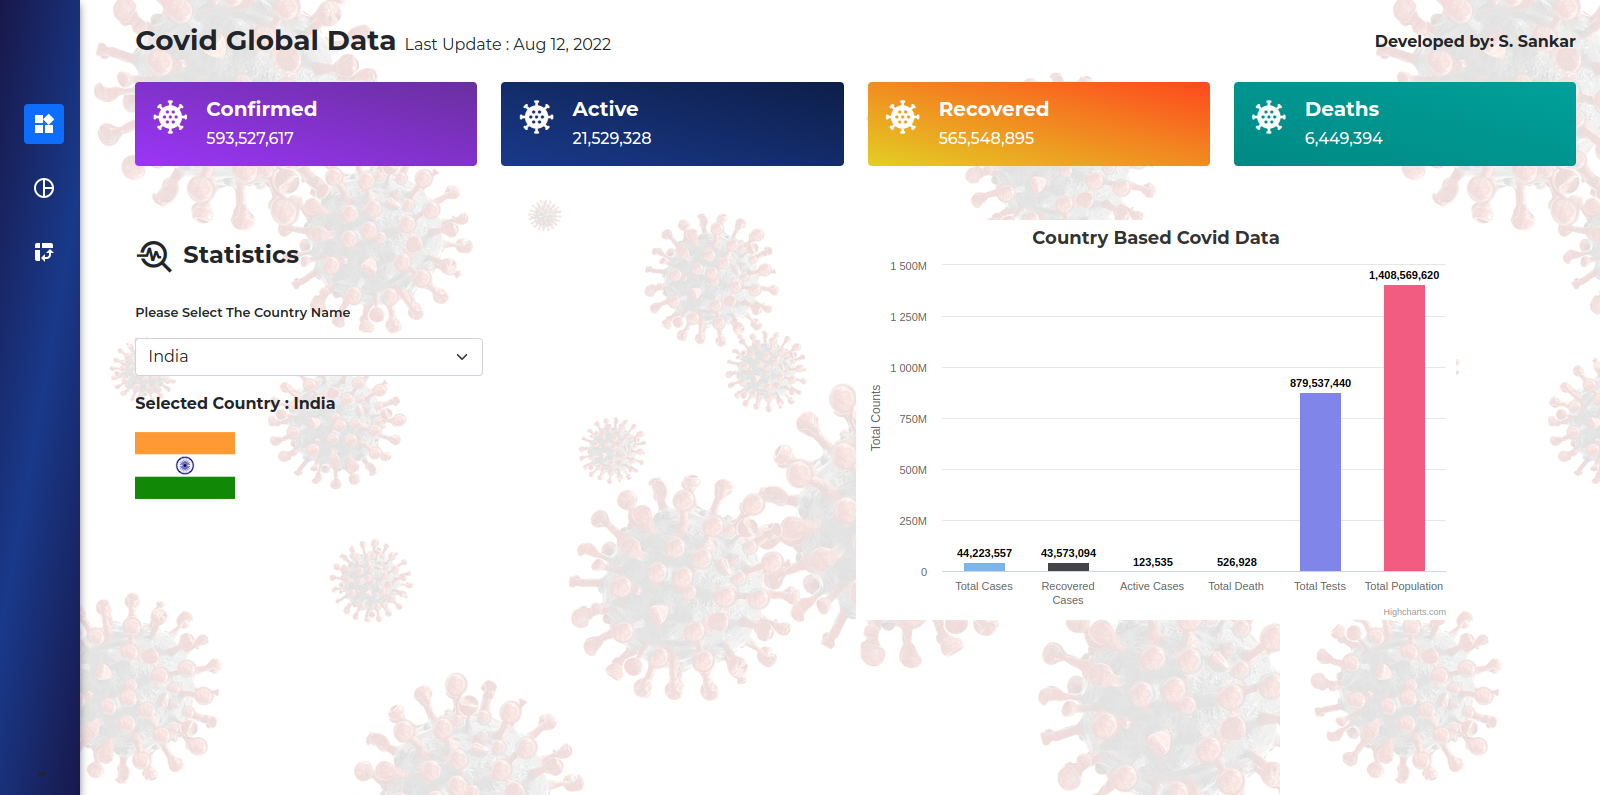 Covid Global Data Last Update : Aug 12, 2022
Developed by: S. Sankar
Confirmed
593,527,617
Active
21,529,328
Recovered
565,548,895
Deaths
6,449,394
Statistics
Please Select The Country Name
India
Selected Country : India
Country Based Covid Data
Total Counts
1 500M
1 250M
1 000M
750M
500M
250M
0
44,223,557
43,573,094
123,535
526,928
879,537,440
1,408,569,620
Total Cases
Recovered
Cases
Active Cases
Total Death
Total Tests
Total Population
Highcharts.com